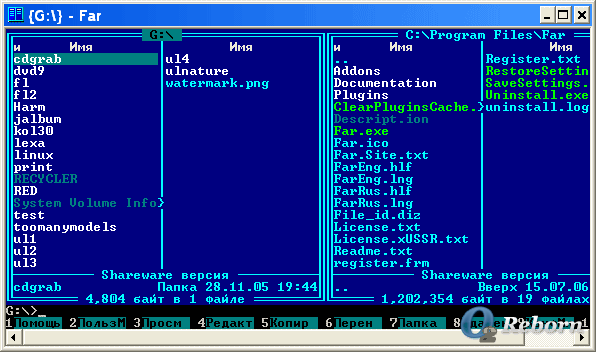 {G:\} - Far
G:\
C:\Program Files\Far
и Имя Имя
cdgrab
dvd9
fl
fl2
Harm
jalbum
kol30
lexa
linux
print
RECYCLER
RED
System Volume Info}
test
toomanymodels
ul1
ul2
ul3
ul4
ulnature
watermark.png
Shareware версия
cdgrab Папка 28.11.05 19:44
4,804 байт в 1 файле
и Имя Имя
..
Addons
Documentation
Plugins
ClearPluginsCache.}
Descript.ion
Far.exe
Far.ico
Far.Site.txt
FarEng.hlf
FarEng.lng
FarRus.hlf
FarRus.lng
File_id.diz
License.txt
License.xUSSR.txt
Readme.txt
register.frm
Register.txt
RestoreSettin
SaveSettings.
Uninstall.exe
uninstall.log
Shareware версия
.. Вверх 15.07.06
1,202,354 байт в 19 файлах
G:\>_
1Помощь 2ПользМ 3Просм 4Редакт 5Копир 6Перен 7Папка 8
Reborn